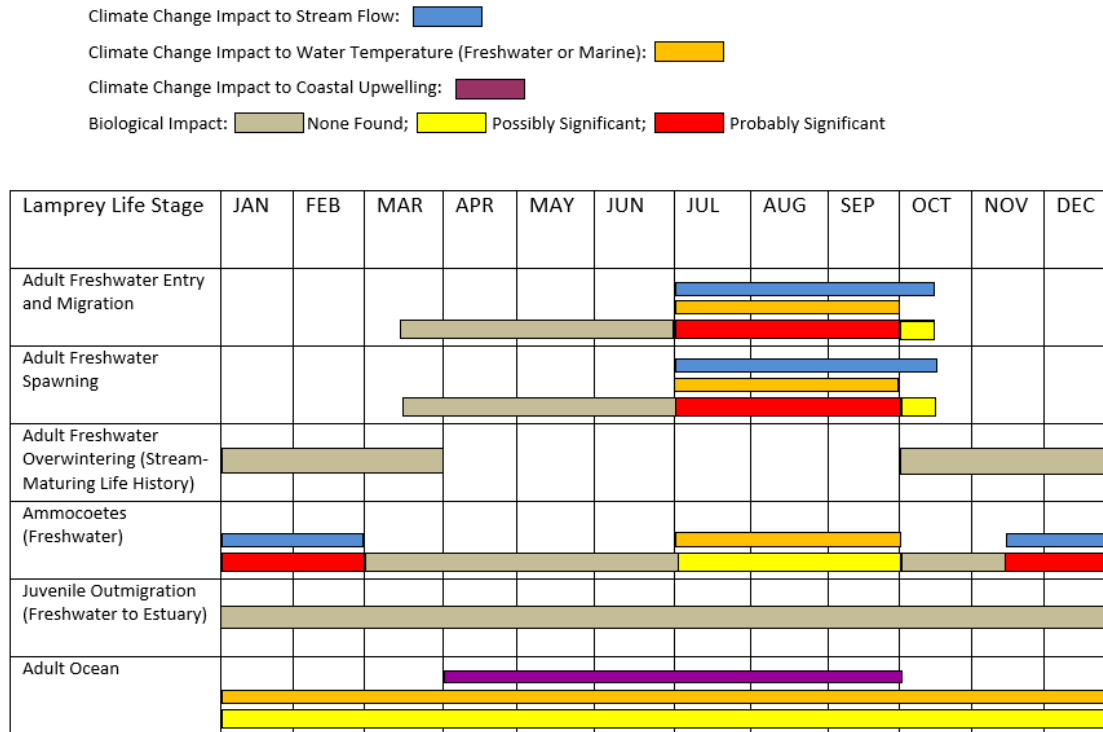 Climate Change Impact to Stream Flow:
Climate Change Impact to Water Temperature (Freshwater or Marine):
Climate Change Impact to Coastal Upwelling:
Biological Impact: None Found; Possibly Significant; Probably Significant
Lamprey Life Stage JAN FEB MAR APR MAY JUN JUL AUG SEP OCT NOV DEC
Adult Freshwater Entry
and Migration
Adult Freshwater
Spawning
Adult Freshwater
Overwintering (Stream-
Maturing Life History)
Ammocoetes
(Freshwater)
Juvenile Outmigration
(Freshwater to Estuary)
Adult Ocean